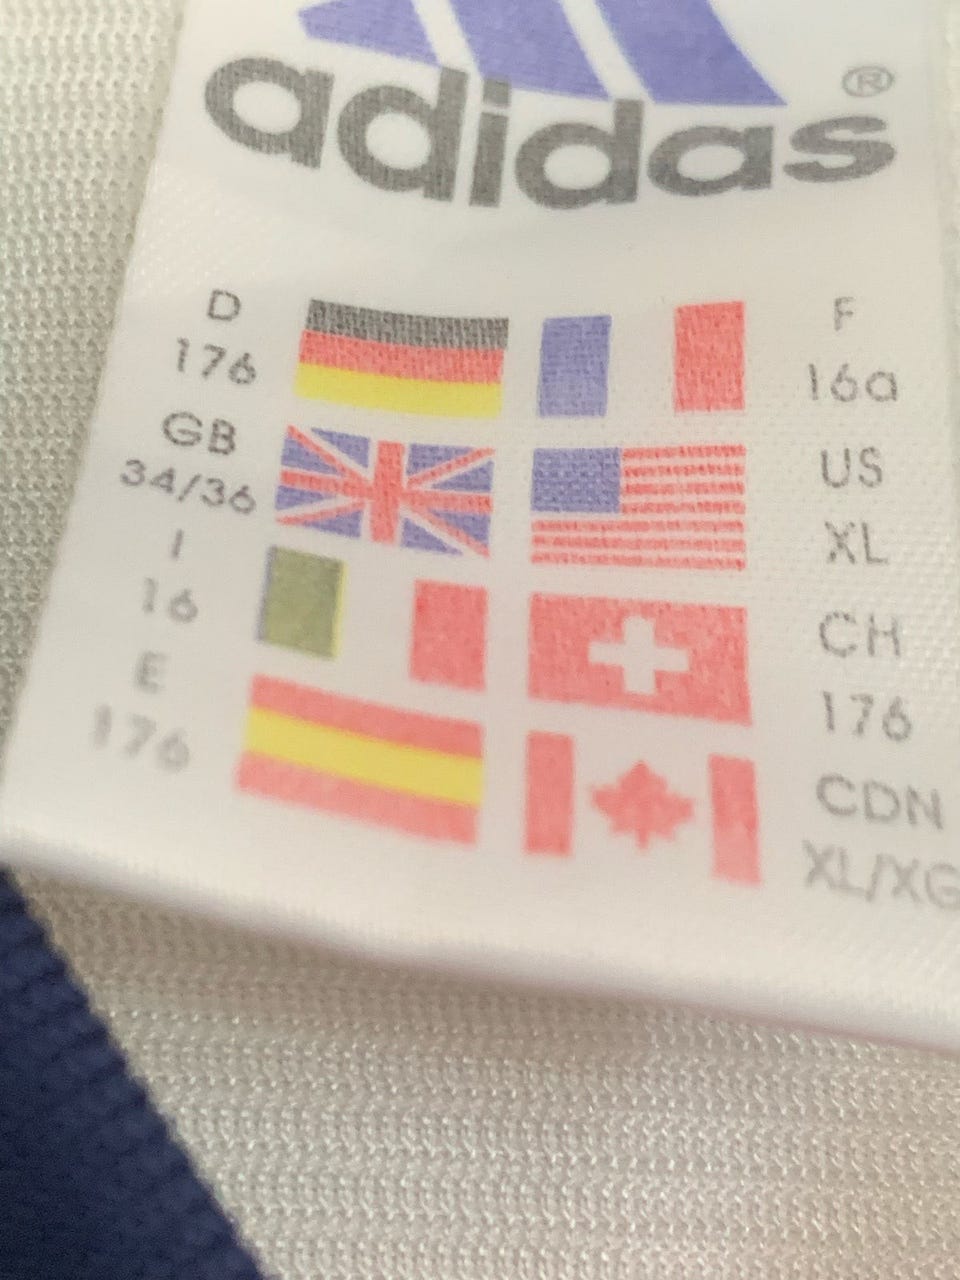 adidas®
D
176
GB
34/36
I
16
E
176
F
16a
US
XL
CH
176
CDN
XL/XG